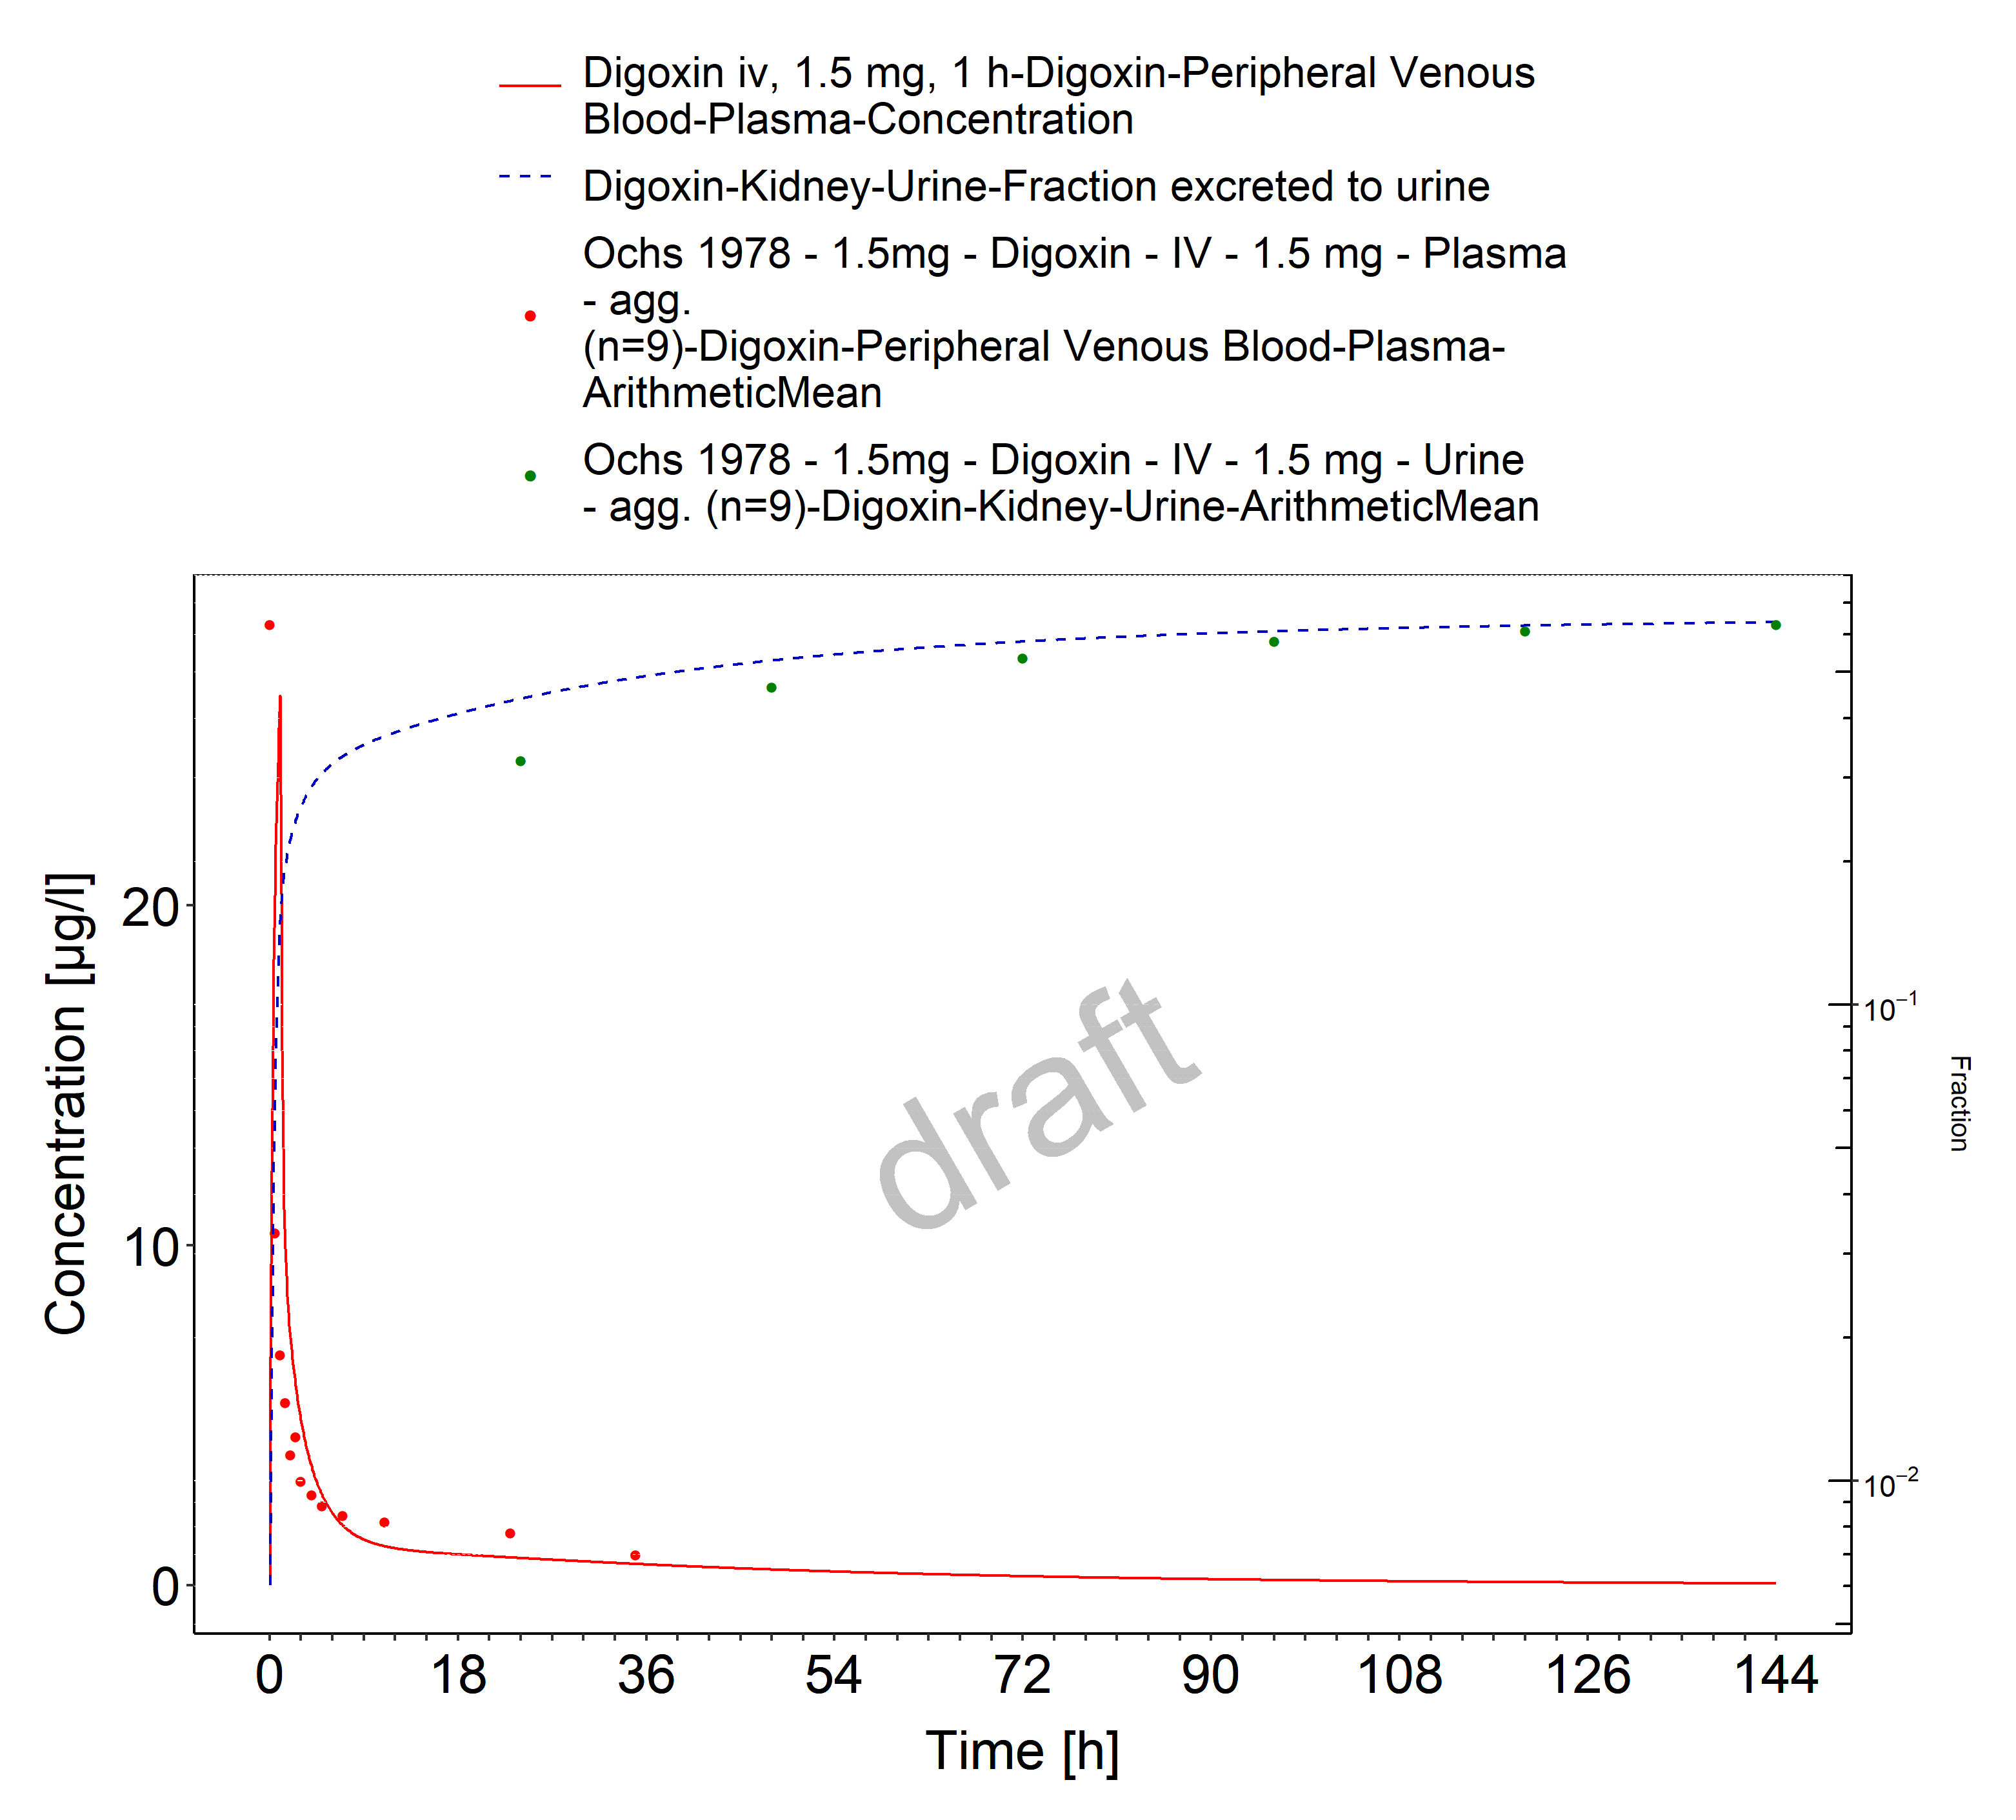 Digoxin iv, 1.5 mg, 1 h-Digoxin-Peripheral Venous
Blood-Plasma-Concentration
Digoxin-Kidney-Urine-Fraction excreted to urine
Ochs 1978 - 1.5mg - Digoxin - IV - 1.5 mg - Plasma
- agg.
(n=9)-Digoxin-Peripheral Venous Blood-Plasma-
ArithmeticMean
Ochs 1978 - 1.5mg - Digoxin - IV - 1.5 mg - Urine
- agg. (n=9)-Digoxin-Kidney-Urine-ArithmeticMean
Concentration [µg/l]
20
10
0
draft
10⁻¹
10⁻²
Fraction
0 18 36 54 72 90 108 126 144
Time [h]